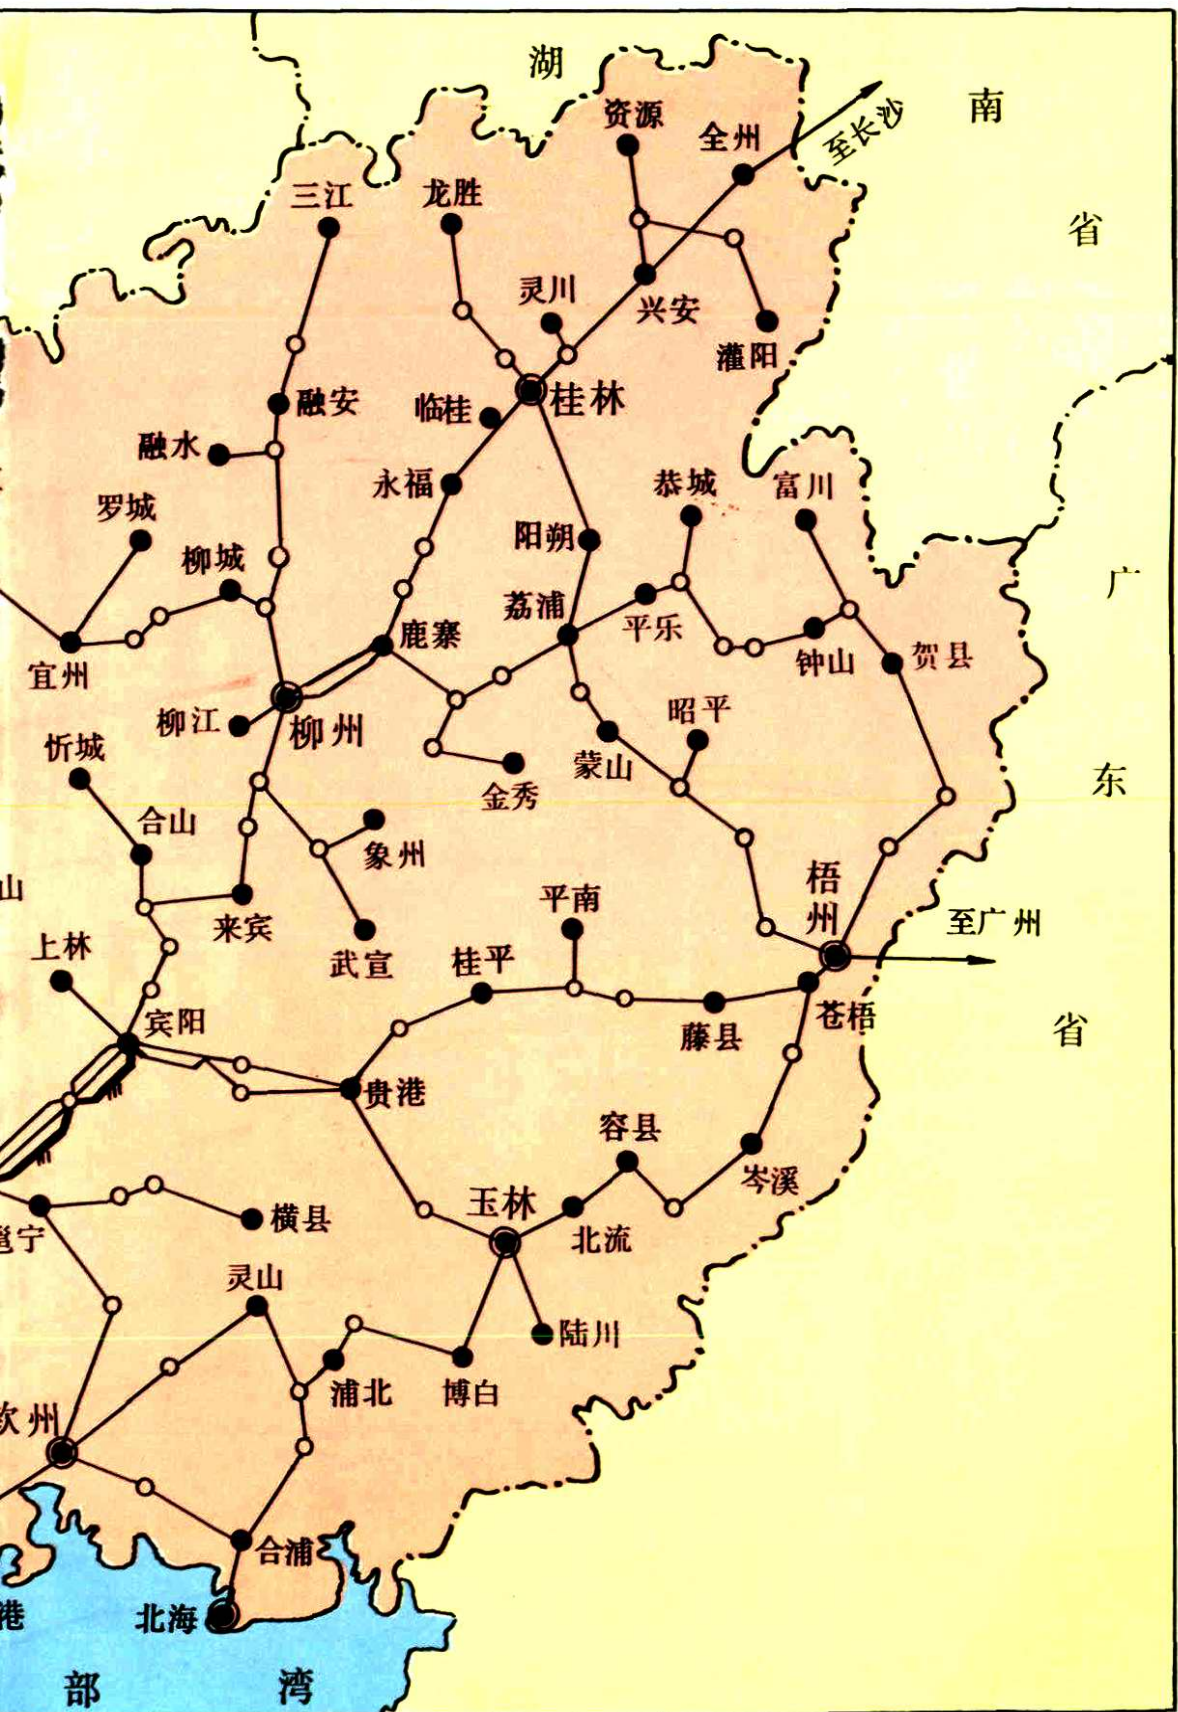 湖
南
省
资源
全州
至长沙
三江
龙胜
灵川
兴安
灌阳
桂林
临桂
融安
融水
永福
恭城
富川
罗城
阳朔
柳城
广
荔浦
平乐
鹿寨
钟山
贺县
宜州
柳江
柳州
昭平
忻城
蒙山
东
金秀
合山
象州
山
梧州
平南
来宾
至广州
上林
武宣
桂平
苍梧
藤县
省
宾阳
贵港
容县
岑溪
玉林
横县
北流
宁
灵山
陆川
浦北
博白
州
合浦
港
北海
部
湾